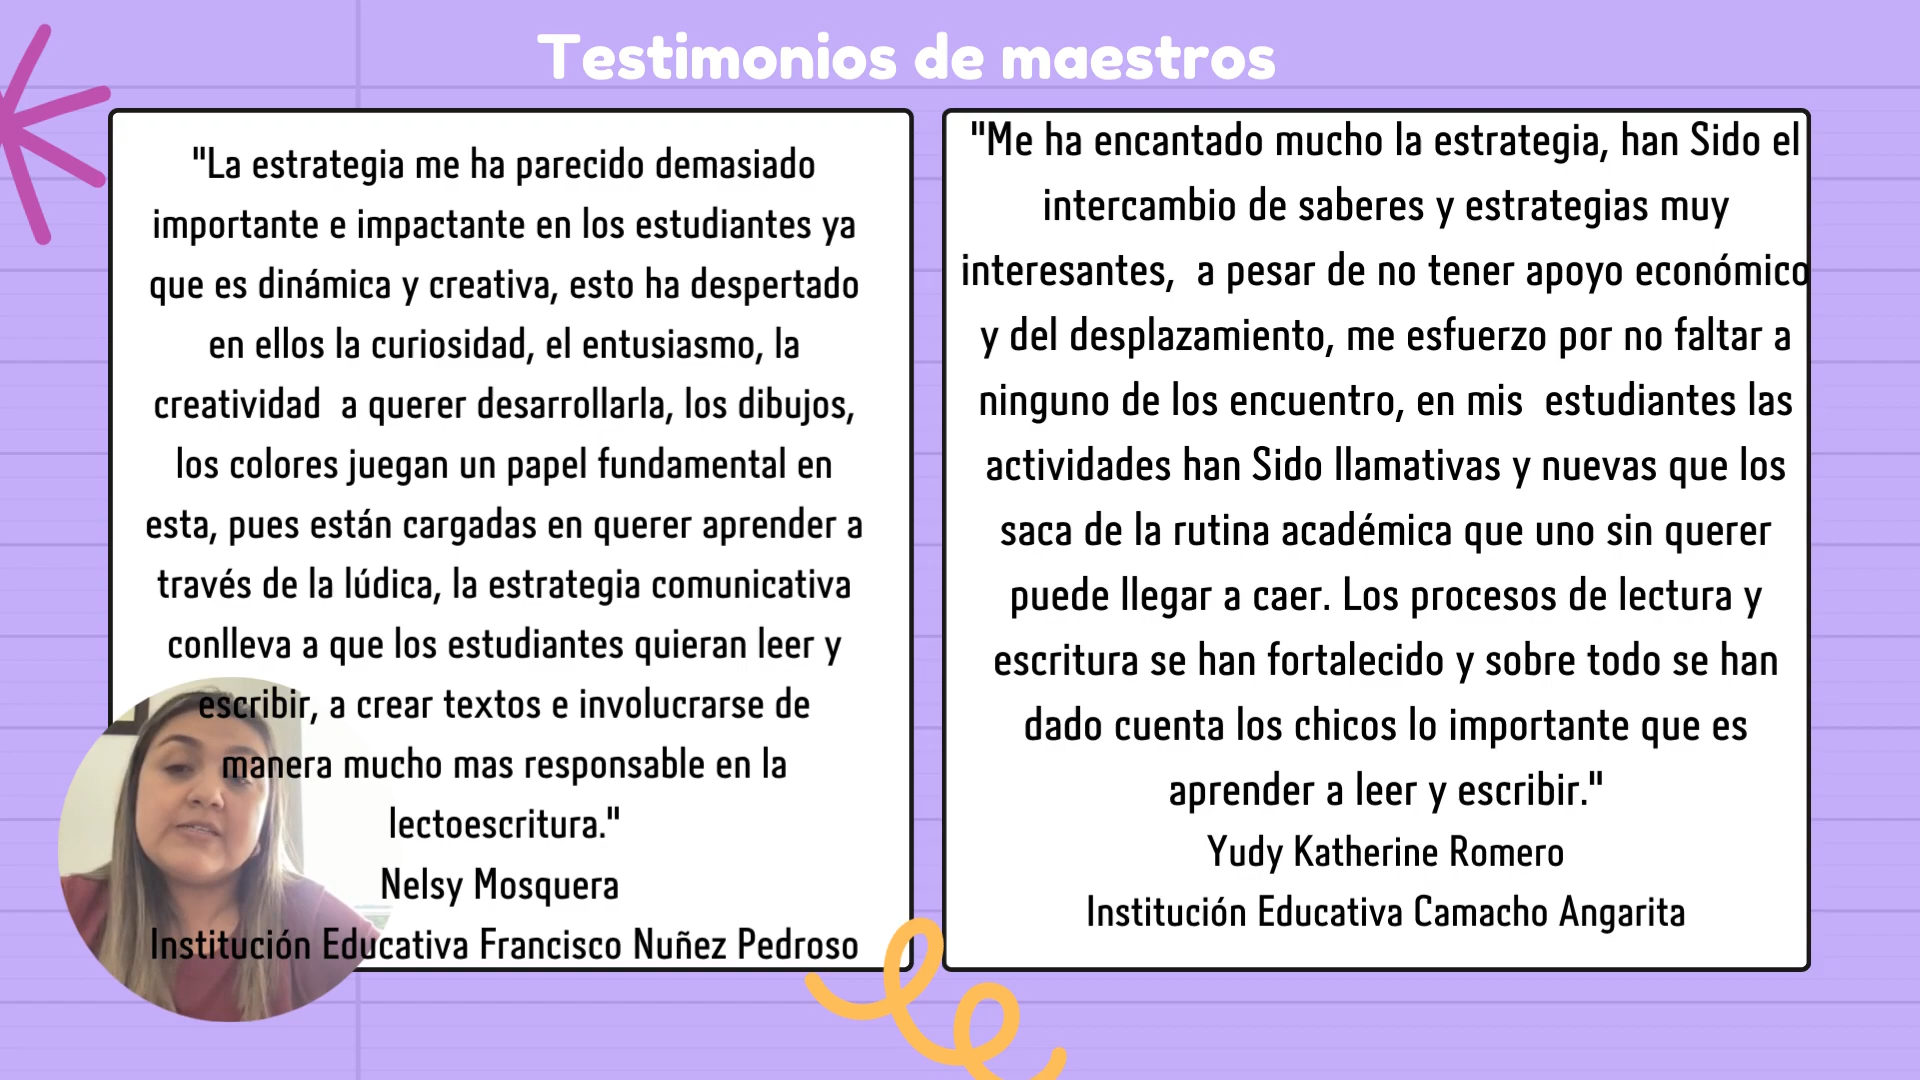 Testimonios de maestros
"La estrategia me ha parecido demasiado
importante e impactante en los estudiantes ya
que es dinámica y creativa, esto ha despertado
en ellos la curiosidad, el entusiasmo, la
creatividad  a querer desarrollarla, los dibujos,
los colores juegan un papel fundamental en
esta, pues están cargadas en querer aprender a
través de la lúdica, la estrategia comunicativa
conlleva a que los estudiantes quieran leer y
escribir, a crear textos e involucrarse de
manera mucho mas responsable en la
lectoescritura."
Nelsy Mosquera
Institución Educativa Francisco Nuñez Pedroso
"Me ha encantado mucho la estrategia, han Sido el
intercambio de saberes y estrategias muy
interesantes,  a pesar de no tener apoyo económico
y del desplazamiento, me esfuerzo por no faltar a
ninguno de los encuentro, en mis  estudiantes las
actividades han Sido llamativas y nuevas que los
saca de la rutina académica que uno sin querer
puede llegar a caer. Los procesos de lectura y
escritura se han fortalecido y sobre todo se han
dado cuenta los chicos lo importante que es
aprender a leer y escribir."
Yudy Katherine Romero
Institución Educativa Camacho Angarita